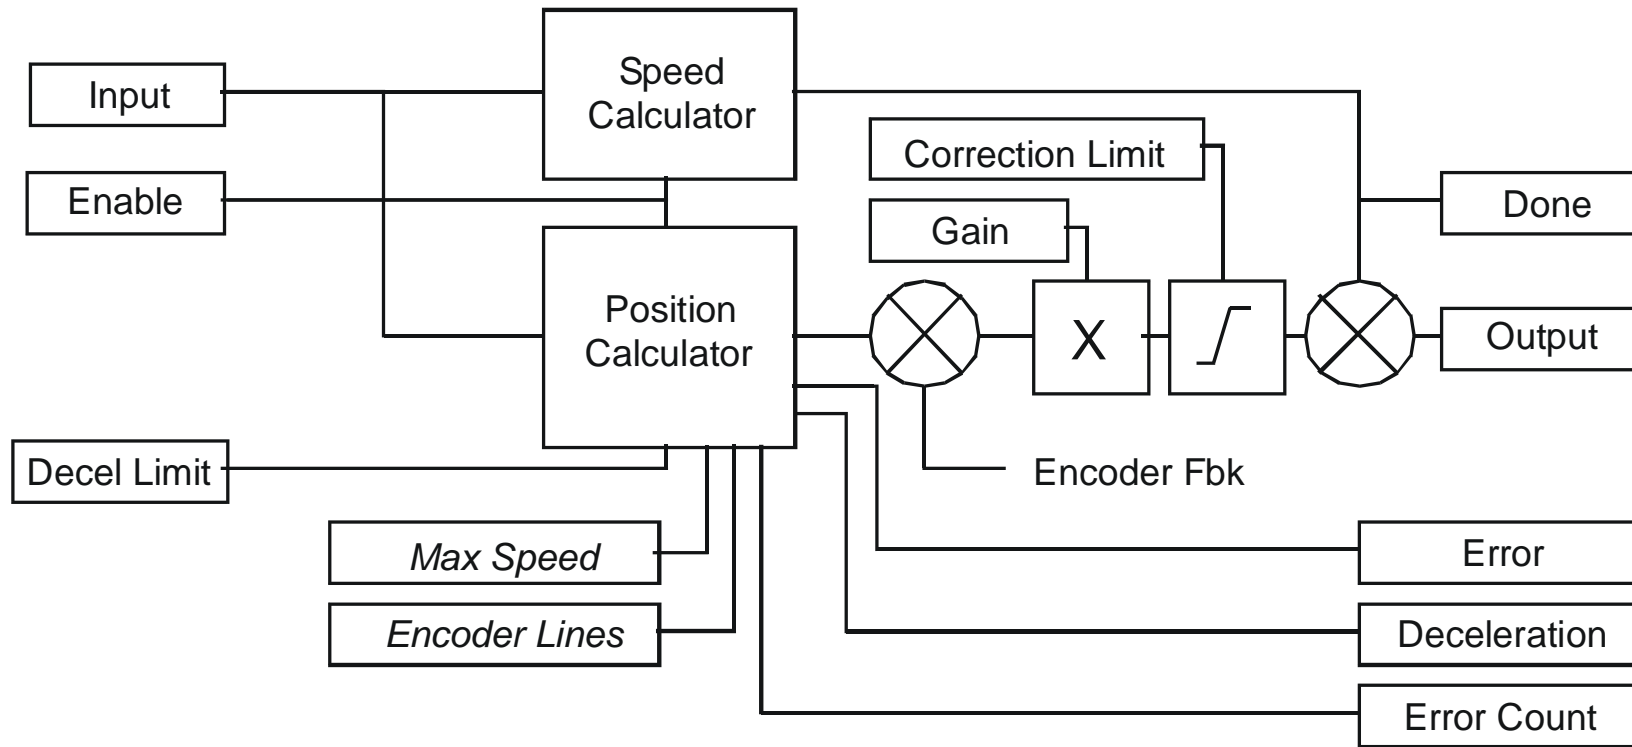 Speed
Calculator
Input
Correction Limit
Enable
Done
Gain
Position
Calculator
X
Output
Decel Limit
Encoder Fbk
Max Speed
Error
Encoder Lines
Deceleration
Error Count